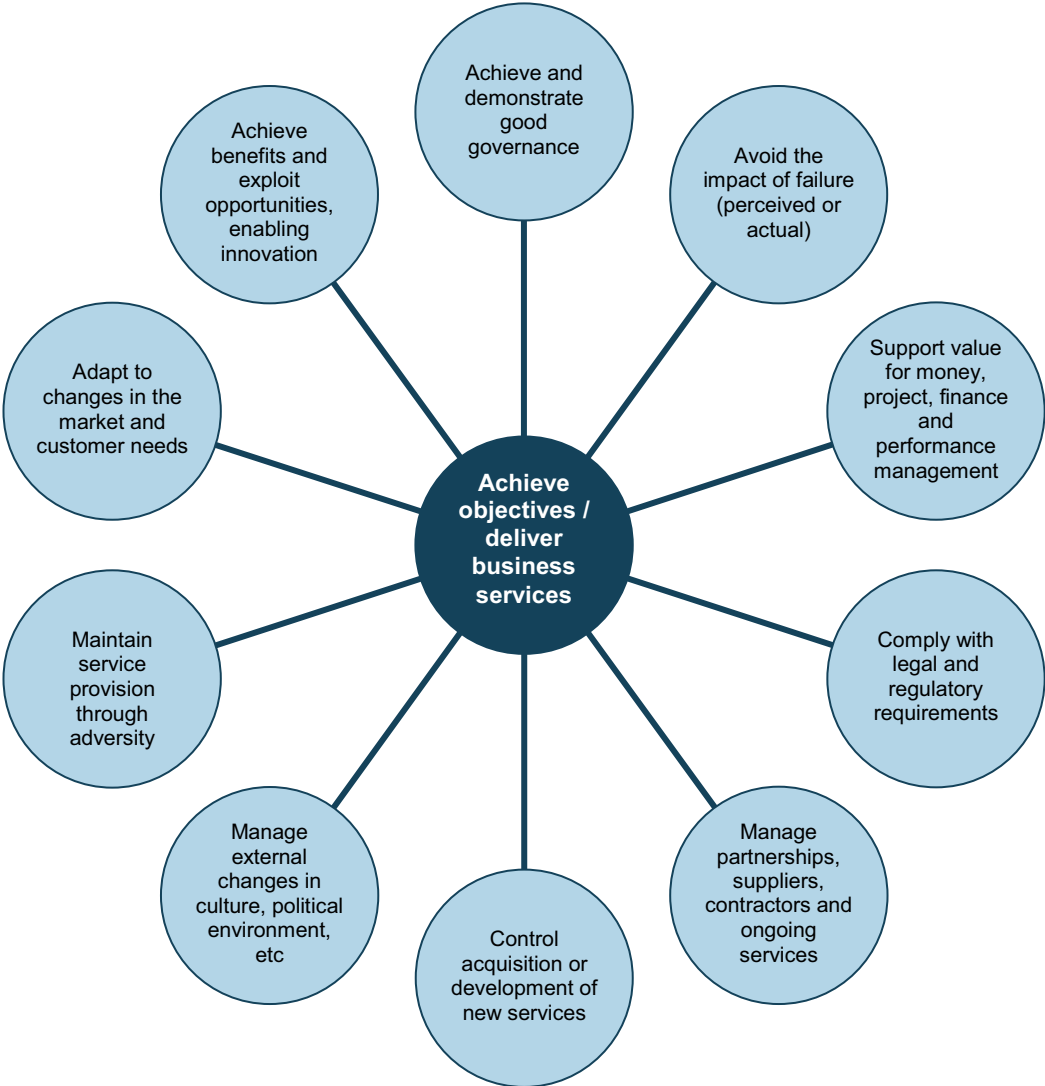 Achieve and
demonstrate
good
governance
Avoid the
impact of failure
(perceived or
actual)
Support value
for money,
project, finance
and
performance
management
Comply with
legal and
regulatory
requirements
Manage
partnerships,
suppliers,
contractors and
ongoing
services
Control
acquisition or
development of
new services
Manage
external
changes in
culture, political
environment,
etc
Maintain
service
provision
through
adversity
Adapt to
changes in the
market and
customer needs
Achieve
benefits and
exploit
opportunities,
enabling
innovation
Achieve
objectives /
deliver
business
services